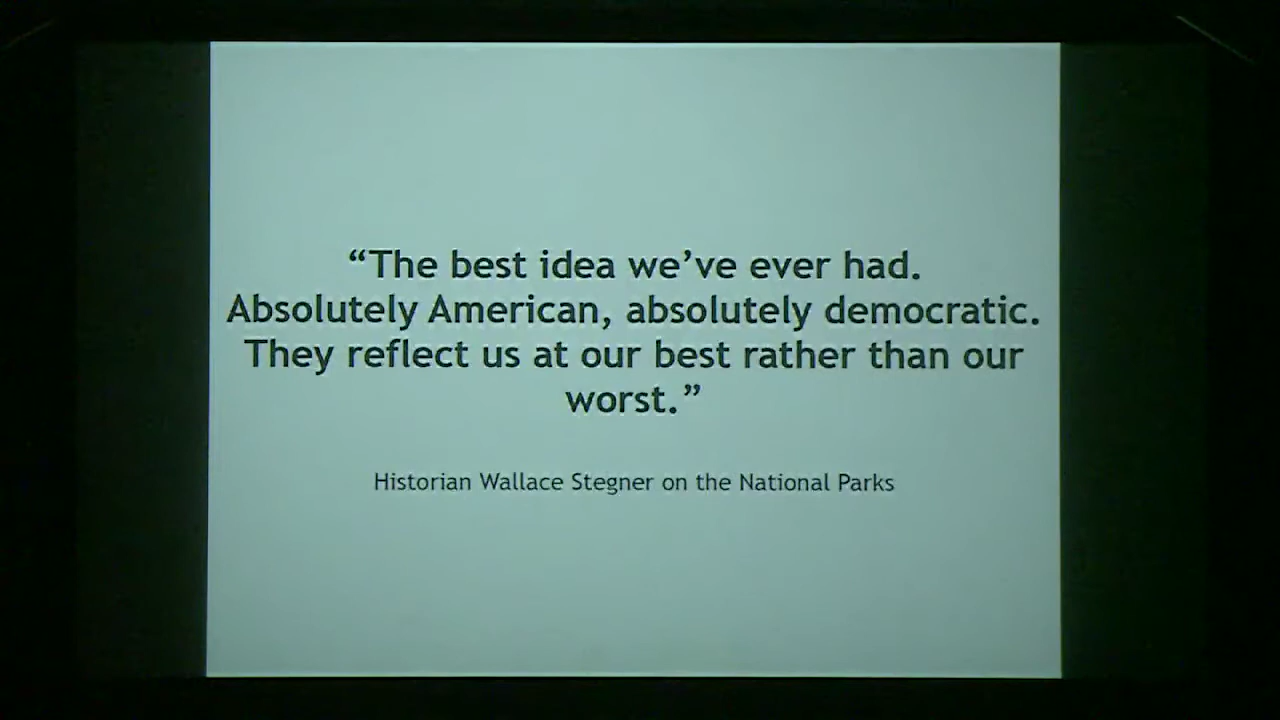 “The best idea we’ve ever had.
Absolutely American, absolutely democratic.
They reflect us at our best rather than our
worst.”
Historian Wallace Stegner on the National Parks